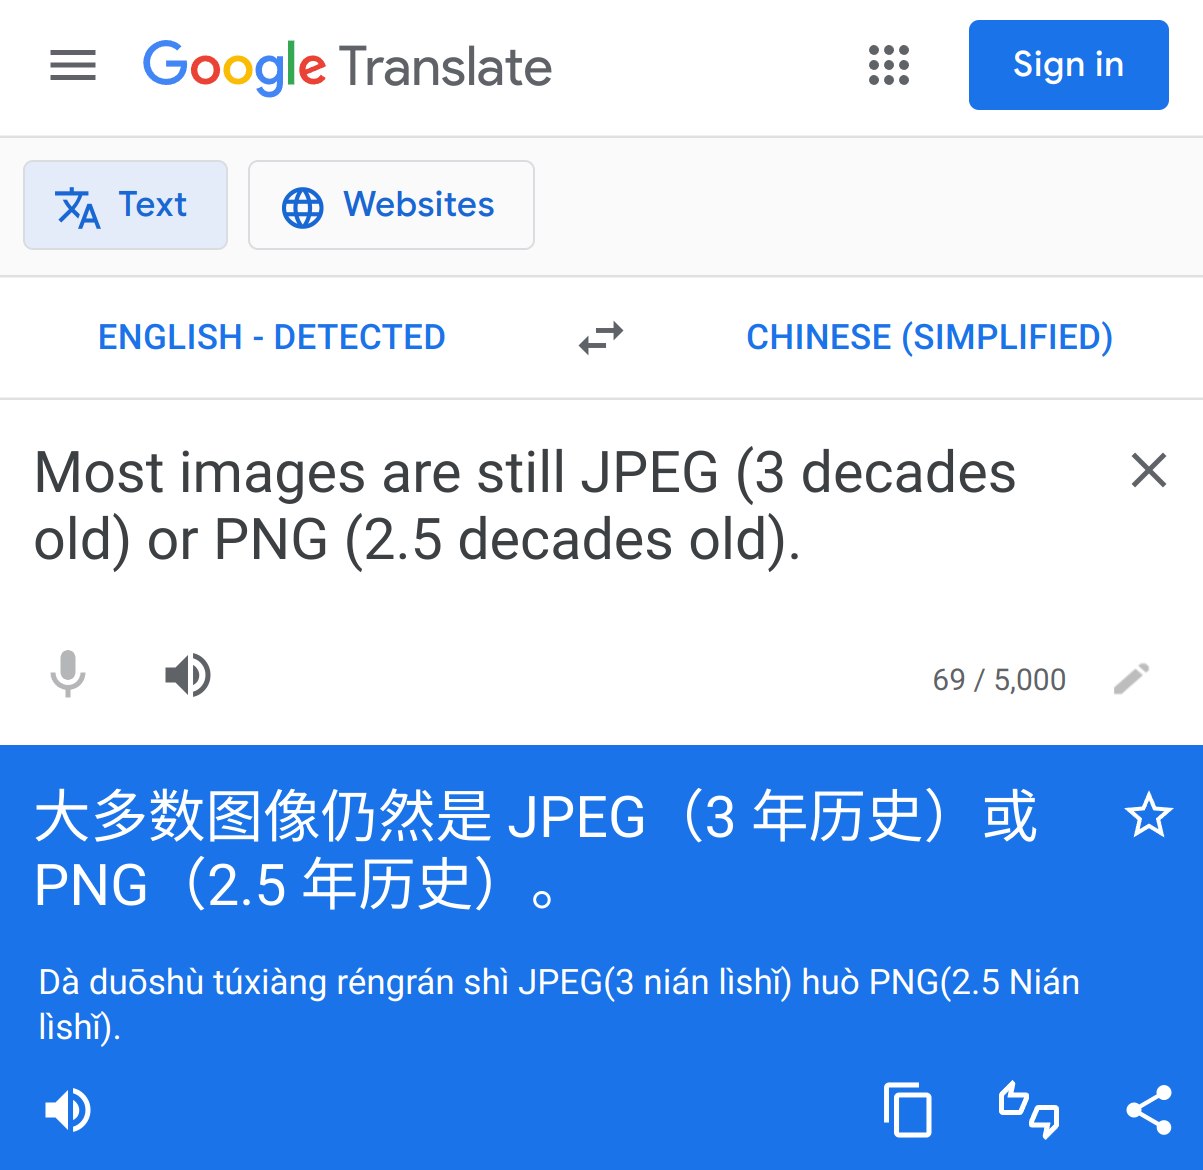 Google Translate
Sign in
Text
Websites
ENGLISH - DETECTED
CHINESE (SIMPLIFIED)
Most images are still JPEG (3 decades
old) or PNG (2.5 decades old).
69 / 5,000
大多数图像仍然是 JPEG（3 年历史）或
PNG（2.5 年历史）。
Dà duōshù túxiàng réngrán shì JPEG(3 nián lìshǐ) huò PNG(2.5 Nián
lìshǐ).